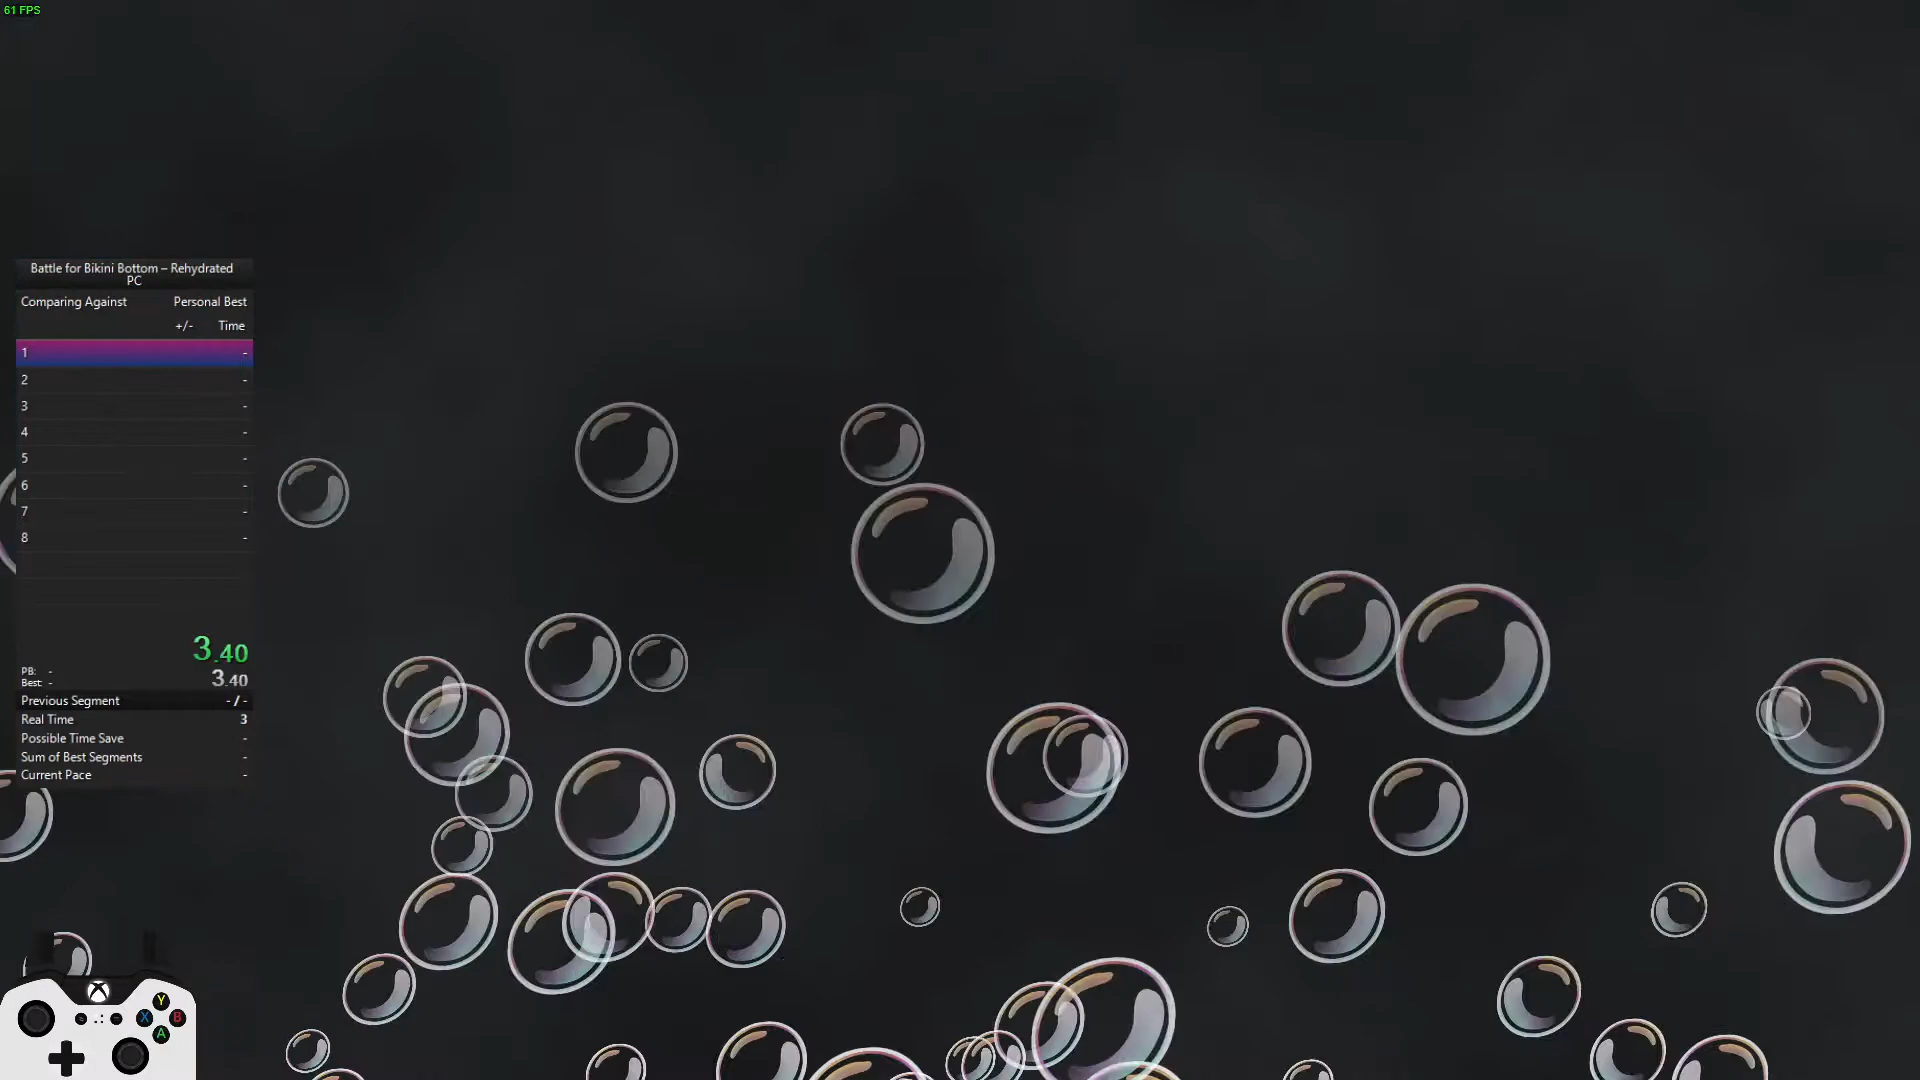 61 FPS
Battle for Bikini Bottom – Rehydrated
PC
Comparing Against Personal Best
+/- Time
1 -
2 -
3 -
4 -
5 -
6 -
7 -
8 -
3.40
PB: -
3.40
Best: -
Previous Segment - / -
Real Time 3
Possible Time Save -
Sum of Best Segments -
Current Pace -
Y
X B
A